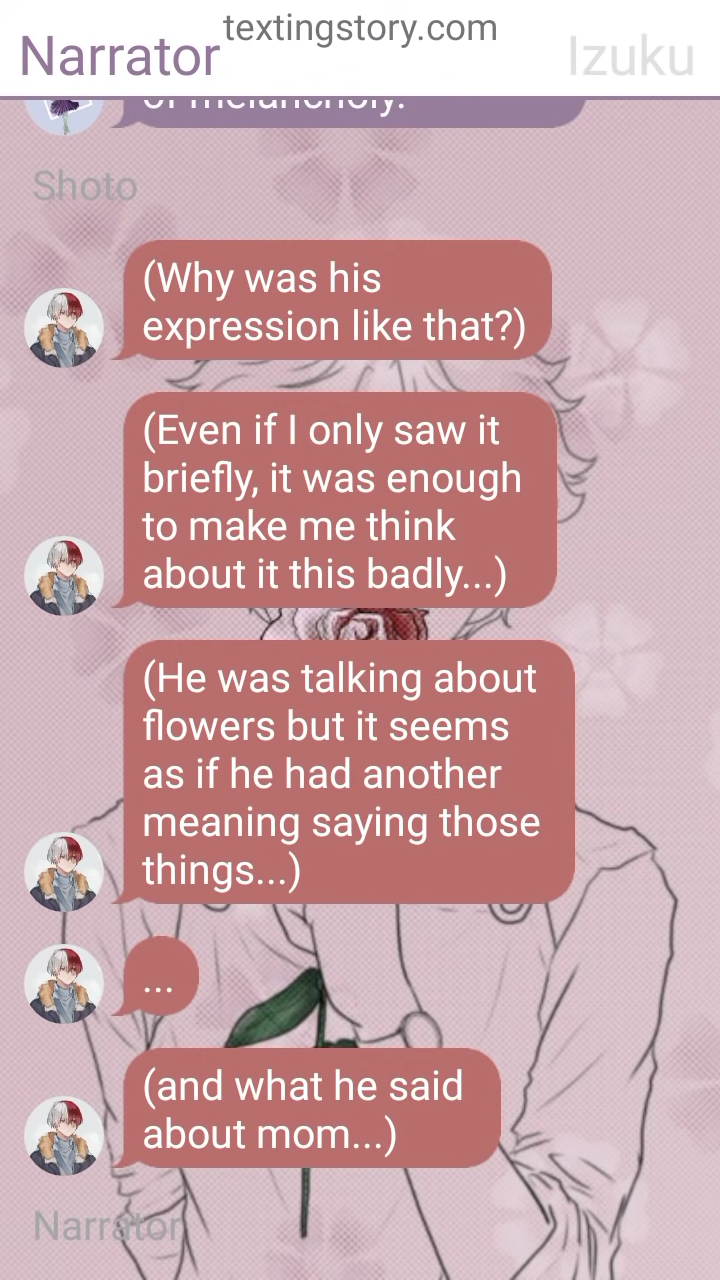 textingstory.com
Narrator
Izuku
of melancholy.
Shoto
(Why was his
expression like that?)
(Even if I only saw it
briefly, it was enough
to make me think
about it this badly...)
(He was talking about
flowers but it seems
as if he had another
meaning saying those
things...)
...
(and what he said
about mom...)
Narrator